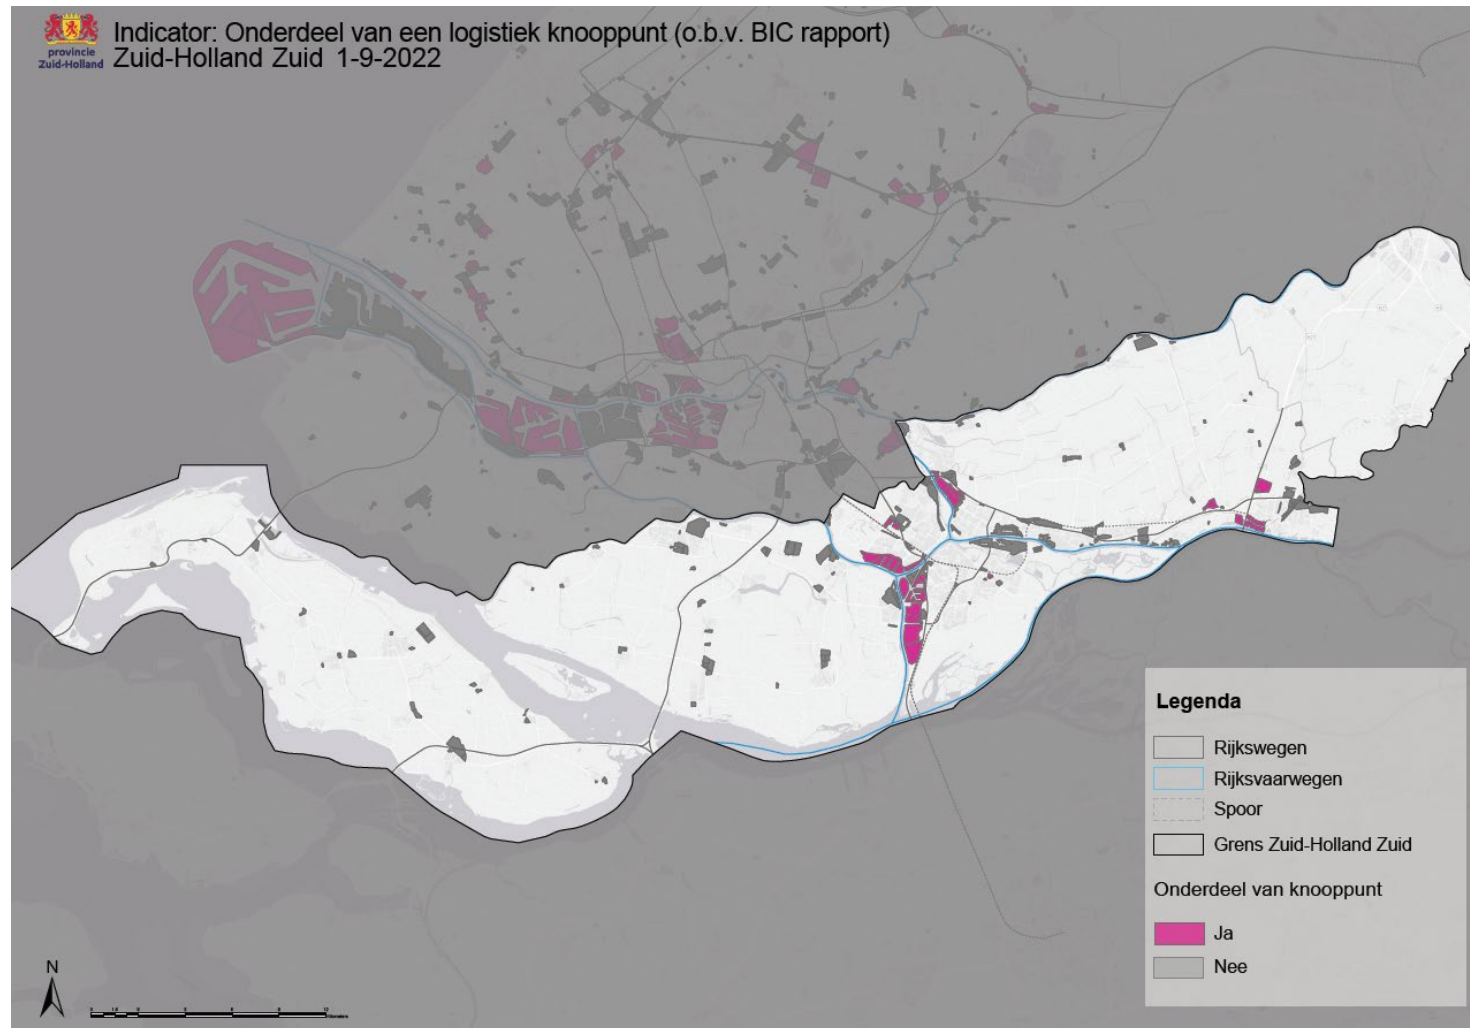 provincie
Zuid-Holland
Indicator: Onderdeel van een logistiek knooppunt (o.b.v. BIC rapport)
Zuid-Holland Zuid 1-9-2022
Legenda
Rijkswegen
Rijksvaarwegen
Spoor
Grens Zuid-Holland Zuid
Onderdeel van knooppunt
Ja
Nee
N